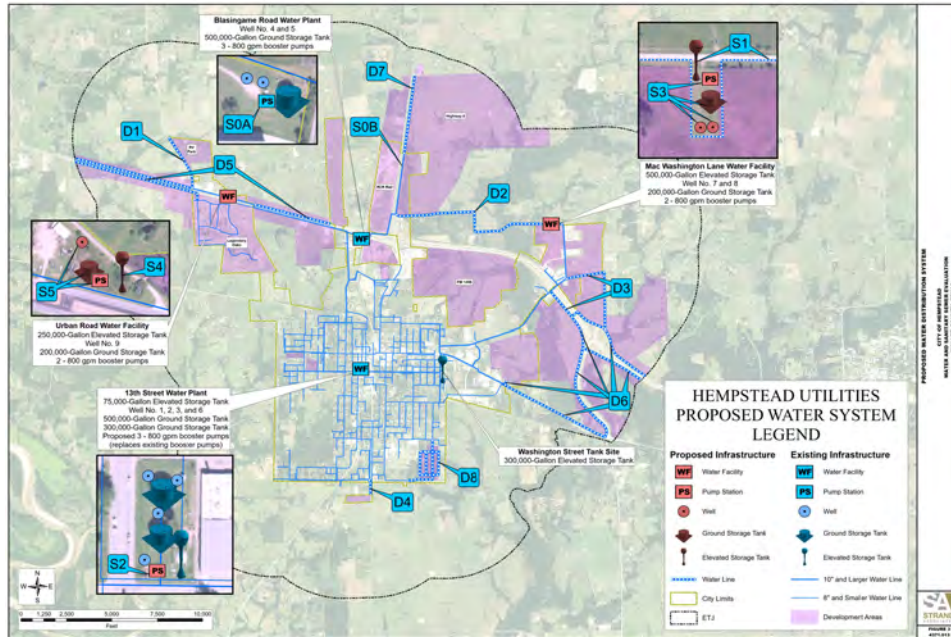 Blasingame Road Water Plant
Well No. 4 and 5
500,000-Gallon Ground Storage Tank
3 - 800 gpm booster pumps
PS
S0A
D7
S1
PS
S3
Mac Washington Lane Water Facility
500,000-Gallon Elevated Storage Tank
Well No. 7 and 8
200,000-Gallon Ground Storage Tank
2 - 800 gpm booster pumps
D1
D5
S0B
D2
WF
WF
WF
S4
S5
PS
Urban Road Water Facility
250,000-Gallon Elevated Storage Tank
Well No. 9
200,000-Gallon Ground Storage Tank
2 - 800 gpm booster pumps
D3
WF
D6
13th Street Water Plant
75,000-Gallon Elevated Storage Tank
Well No. 1, 2, 3, and 6
500,000-Gallon Ground Storage Tank
300,000-Gallon Ground Storage Tank
Proposed 3 - 800 gpm booster pumps
(replaces existing booster pumps)
Washington Street Tank Site
300,000-Gallon Elevated Storage Tank
D8
D4
S2
PS
HEMPSTEAD UTILITIES
PROPOSED WATER SYSTEM
LEGEND
Proposed Infrastructure
WF Water Facility
PS Pump Station
Well
Ground Storage Tank
Elevated Storage Tank
Water Line
City Limits
ETJ
Existing Infrastructure
WF Water Facility
PS Pump Station
Well
Ground Storage Tank
Elevated Storage Tank
10" and Larger Water Line
8" and Smaller Water Line
Development Areas
N
W E
S
0 1,250 2,500 5,000 7,500 10,000
Feet
PROPOSED WATER DISTRIBUTION SYSTEM
CITY OF HEMPSTEAD
WATER AND SANITARY SEWER EVALUATION
SA
STRAND